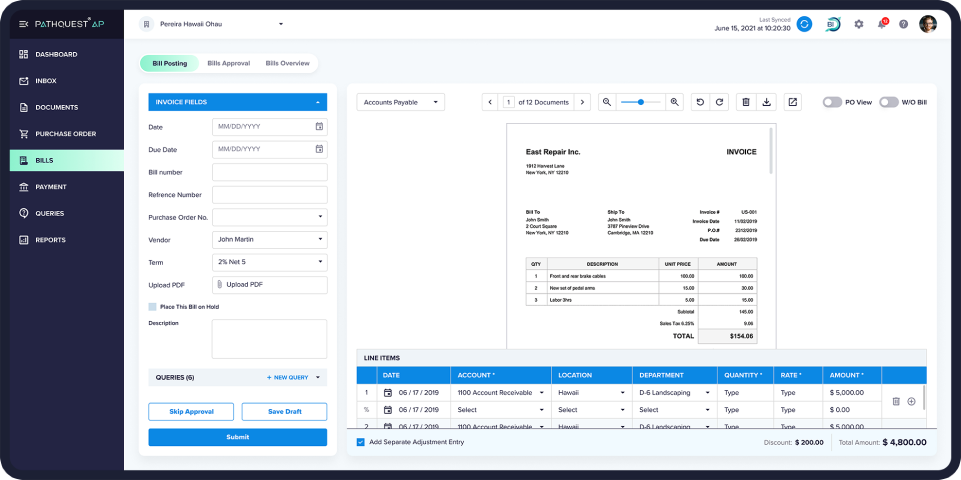 PATHQUEST AP
Pereira Hawaii Ohau
Last Synced
June 15, 2021 at 10:20:30
BI
12
DASHBOARD
INBOX
DOCUMENTS
PURCHASE ORDER
BILLS
PAYMENT
QUERIES
REPORTS
Bill Posting Bills Approval Bills Overview
INVOICE FIELDS
Date MM/DD/YYYY
Due Date MM/DD/YYYY
Bill number
Refrence Number
Purchase Order No.
Vendor John Martin
Term 2% Net 5
Upload PDF Upload PDF
Place This Bill on Hold
Description
QUERIES (6) + NEW QUERY
Skip Approval Save Draft
Submit
Accounts Payable 1 of 12 Documents PO View W/O Bill
East Repair Inc. INVOICE
1912 Harvest Lane
New York, NY 12210
Bill To Ship To Invoice # US-001
John Smith John Smith Invoice Date 11/02/2019
2 Court Square 3787 Pineview Drive P.O.# 2312/2019
New York, NY 12210 Cambridge, MA 12210 Due Date 26/02/2019
QTY DESCRIPTION UNIT PRICE AMOUNT
1 Front and rear brake cables 100.00 100.00
2 New set of pedal arms 15.00 30.00
3 Labor 3hrs 5.00 15.00
Subtotal 145.00
Sales Tax 6.25% 9.06
TOTAL $154.06
LINE ITEMS
DATE ACCOUNT * LOCATION DEPARTMENT QUANTITY * RATE * AMOUNT *
1 06 / 17 / 2019 1100 Account Receivable Hawaii D-6 Landscaping Type Type $ 5,000.00
% 06 / 17 / 2019 Select Select Select Type Type $ 0.00
2 06 / 17 / 2019 1100 Account Receivable Hawaii D-6 Landscaping Type Type $ 5,000.00
Add Separate Adjustment Entry Discount: $ 200.00 Total Amount: $ 4,800.00